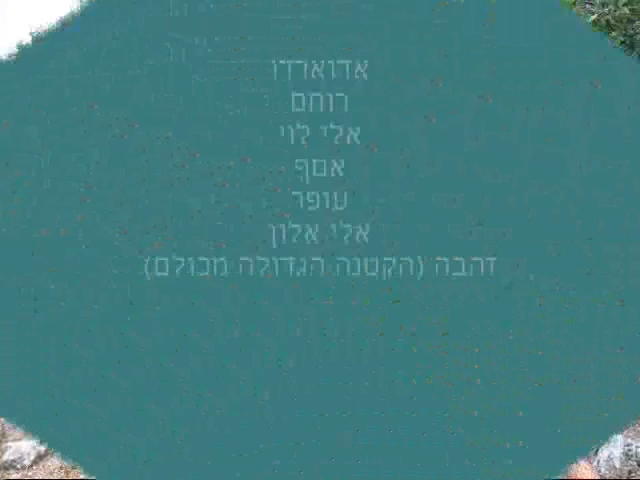 אדוארדו
רוחם
אלי לוי
אסף
עופר
אלי אלון
זהבה (הקטנה הגדולה מכולם)